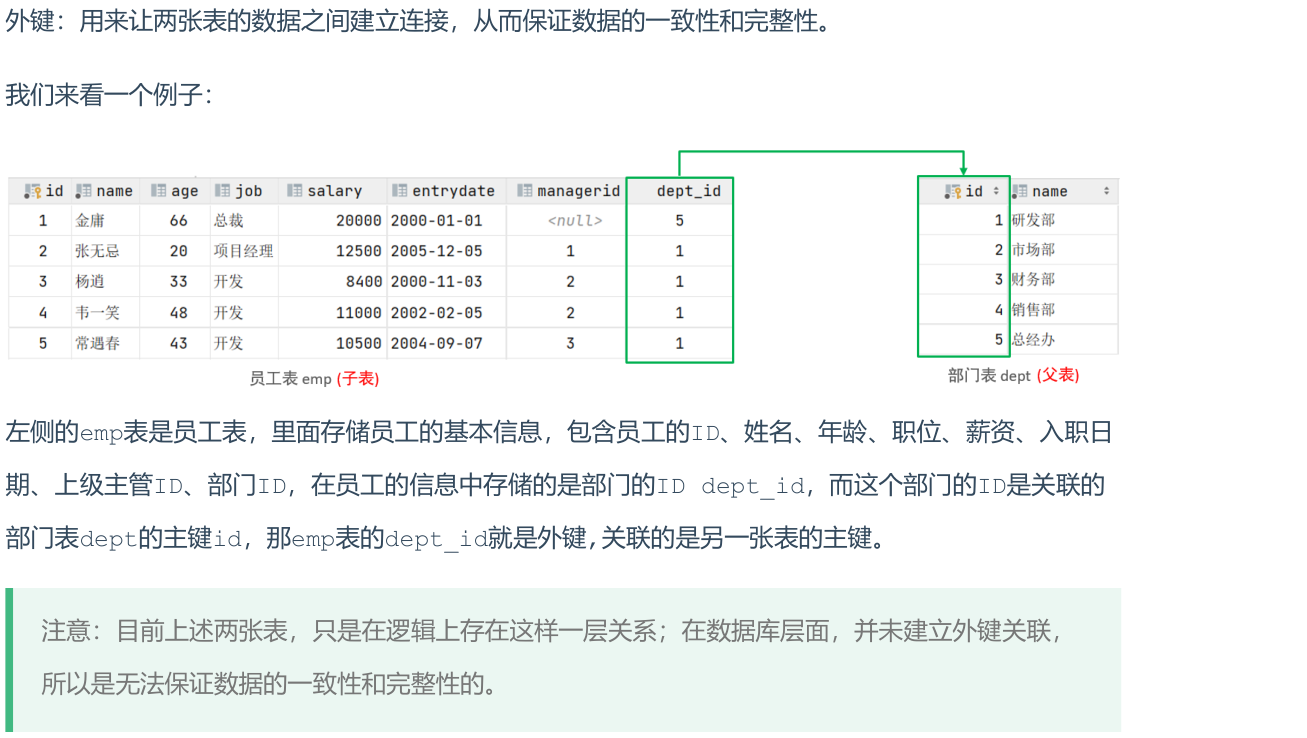 外键：用来让两张表的数据之间建立连接，从而保证数据的一致性和完整性。
我们来看一个例子：
id name age job salary entrydate managerid dept_id
1 金庸 66 总裁 20000 2000-01-01 <null> 5
2 张无忌 20 项目经理 12500 2005-12-05 1 1
3 杨逍 33 开发 8400 2000-11-03 2 1
4 韦一笑 48 开发 11000 2002-02-05 2 1
5 常遇春 43 开发 10500 2004-09-07 3 1
员工表 emp (子表)
id name
1 研发部
2 市场部
3 财务部
4 销售部
5 总经办
部门表 dept (父表)
左侧的emp表是员工表，里面存储员工的基本信息，包含员工的ID、姓名、年龄、职位、薪资、入职日
期、上级主管ID、部门ID，在员工的信息中存储的是部门的ID dept_id，而这个部门的ID是关联的
部门表dept的主键id，那emp表的dept_id就是外键,关联的是另一张表的主键。
注意：目前上述两张表，只是在逻辑上存在这样一层关系；在数据库层面，并未建立外键关联，
所以是无法保证数据的一致性和完整性的。